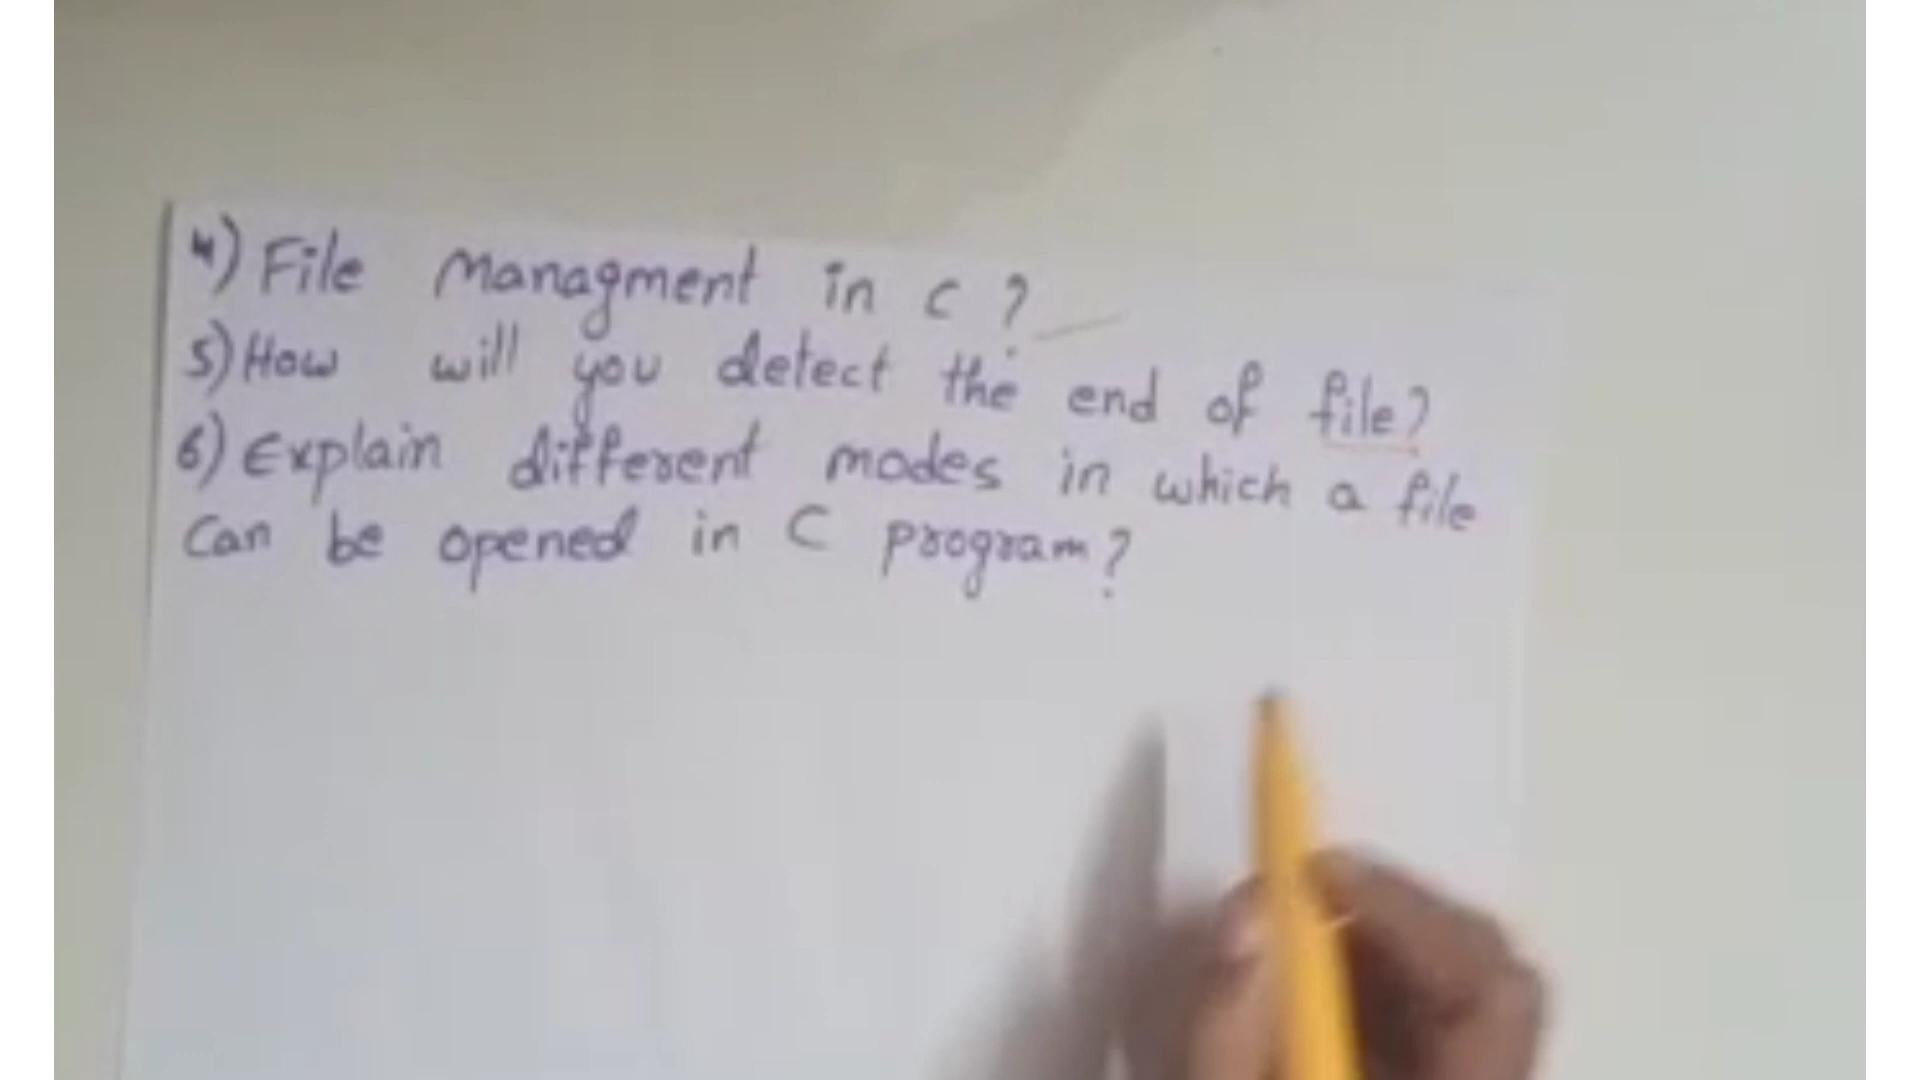 4) File Managment in C ?
5) How will you detect the end of file?
6) Explain different modes in which a file
can be opened in C program?